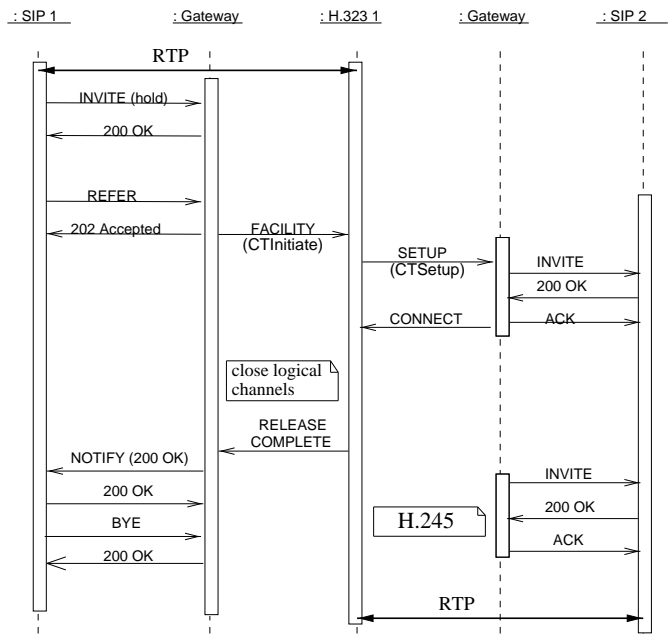 : SIP 1
: Gateway
: H.323 1
: Gateway
: SIP 2
RTP
INVITE (hold)
200 OK
REFER
202 Accepted
FACILITY
(CTInitiate)
SETUP
(CTSetup)
INVITE
200 OK
CONNECT
ACK
close logical
channels
RELEASE
COMPLETE
NOTIFY (200 OK)
INVITE
200 OK
200 OK
H.245
BYE
ACK
200 OK
RTP